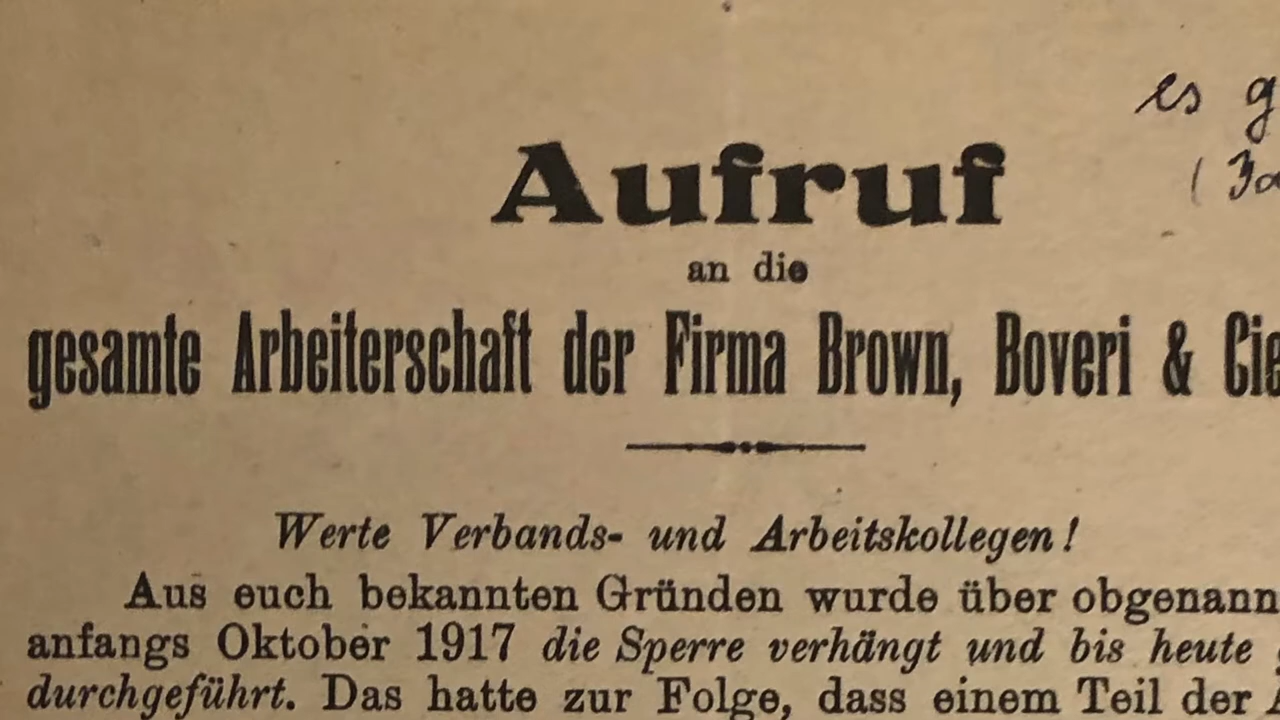 es g
Aufruf
an die
gesamte Arbeiterschaft der Firma Brown, Boveri & Cie
Werte Verbands- und Arbeitskollegen!
Aus euch bekannten Gründen wurde über obgenann
anfangs Oktober 1917 die Sperre verhängt und bis heute
durchgeführt. Das hatte zur Folge, dass einem Teil der